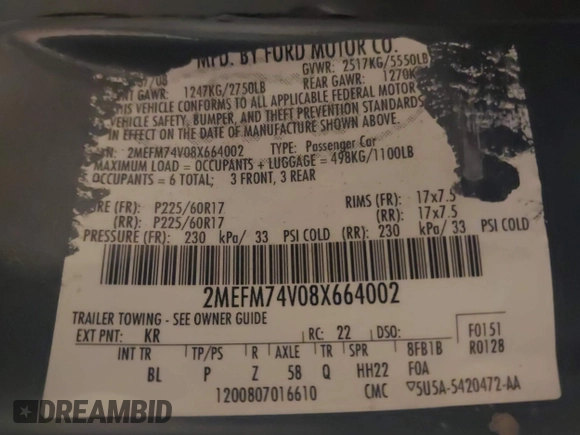 MFD. BY FORD MOTOR CO.
GVWR: 2517KG/5550LB
GAWR: 1247KG/2750LB REAR GAWR: 1270K
THIS VEHICLE CONFORMS TO ALL APPLICABLE FEDERAL MOTOR
VEHICLE SAFETY, BUMPER, AND THEFT PREVENTION STANDARDS
IN EFFECT ON THE DATE OF MANUFACTURE SHOWN ABOVE.
2MEFM74V08X664002 TYPE: Passenger Car
MAXIMUM LOAD = OCCUPANTS + LUGGAGE = 498KG/1100LB
OCCUPANTS = 6 TOTAL; 3 FRONT, 3 REAR
(FR): P225/60R17 RIMS (FR): 17x7.5
(RR): P225/60R17 (RR): 17x7.5
PRESSURE (FR): 230 kPa/ 33 PSI COLD (RR): 230 kPa/ 33 PSI COLD
2MEFM74V08X664002
TRAILER TOWING - SEE OWNER GUIDE
EXT PNT: KR RC: 22 DSO: F0151
INT TR TP/PS R AXLE TR SPR 8FB1B R0128
BL P Z 58 Q HH22 FOA
1200807016610 CMC ▽5U5A-5420472-AA
DREAMBID